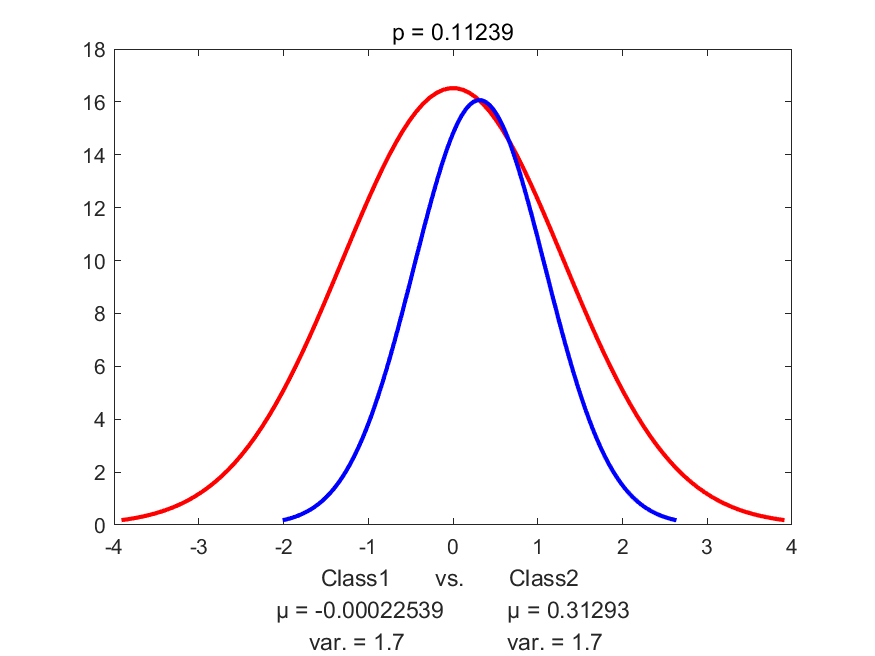 p = 0.11239
18
16
14
12
10
8
6
4
2
0
-4 -3 -2 -1 0 1 2 3 4
Class1 vs. Class2
μ = -0.00022539 μ = 0.31293
var. = 1.7 var. = 1.7